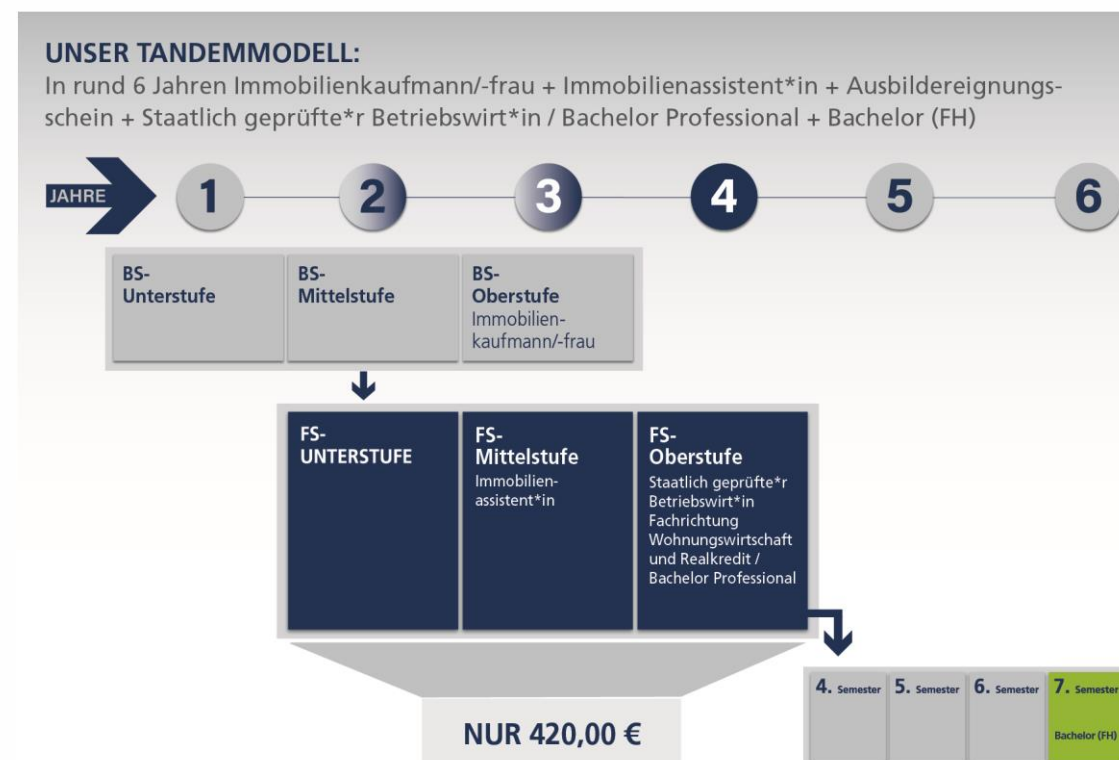 UNSER TANDEMMODELL:
In rund 6 Jahren Immobilienkaufmann/-frau + Immobilienassistent*in + Ausbildereignungs-
schein + Staatlich geprüfte*r Betriebswirt*in / Bachelor Professional + Bachelor (FH)
JAHRE
1
2
3
4
5
6
BS-
Unterstufe
BS-
Mittelstufe
BS-
Oberstufe
Immobilien-
kaufmann/-frau
FS-
UNTERSTUFE
FS-
Mittelstufe
Immobilien-
assistent*in
FS-
Oberstufe
Staatlich geprüfte*r
Betriebswirt*in
Fachrichtung
Wohnungswirtschaft
und Realkredit /
Bachelor Professional
4. Semester
5. Semester
6. Semester
7. Semester
Bachelor (FH)
NUR 420,00 €